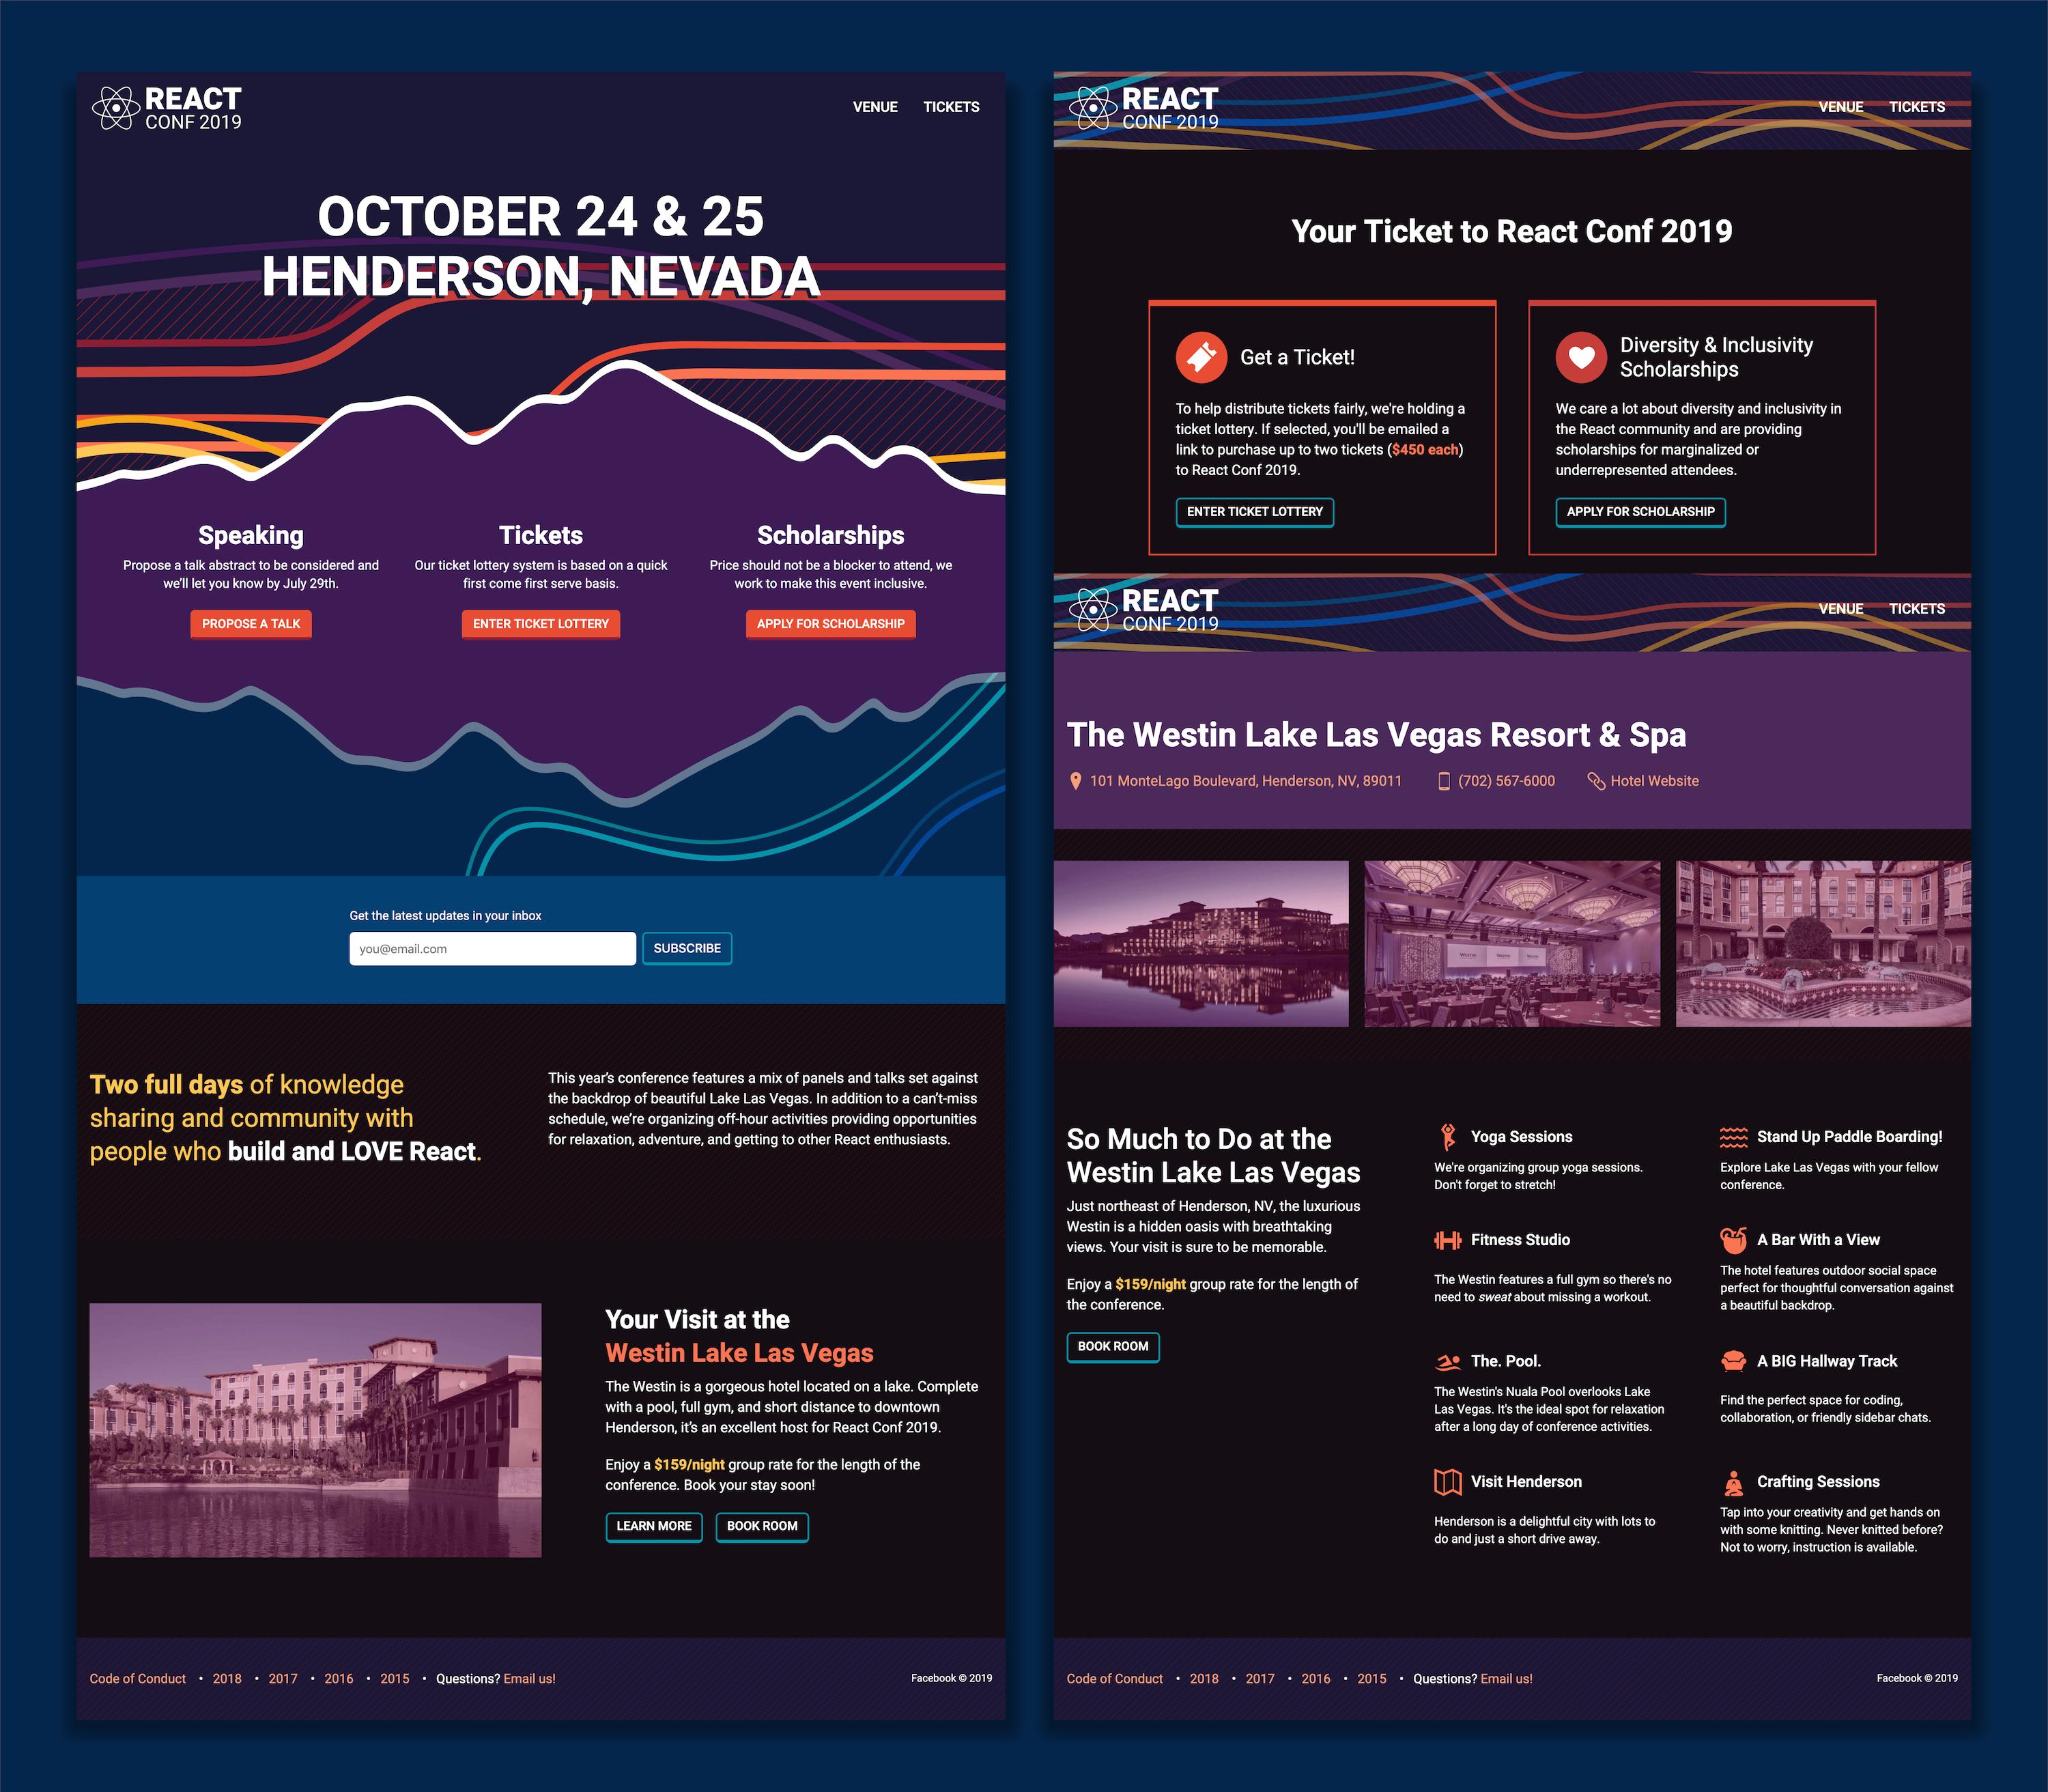 REACT
CONF 2019
VENUE TICKETS
OCTOBER 24 & 25
HENDERSON, NEVADA
Speaking
Propose a talk abstract to be considered and
we'll let you know by July 29th.
PROPOSE A TALK
Tickets
Our ticket lottery system is based on a quick
first come first serve basis.
ENTER TICKET LOTTERY
Scholarships
Price should not be a blocker to attend, we
work to make this event inclusive.
APPLY FOR SCHOLARSHIP
Get the latest updates in your inbox
you@email.com
SUBSCRIBE
Two full days of knowledge
sharing and community with
people who build and LOVE React.
This year's conference features a mix of panels and talks set against
the backdrop of beautiful Lake Las Vegas. In addition to a can't-miss
schedule, we're organizing off-hour activities providing opportunities
for relaxation, adventure, and getting to other React enthusiasts.
Your Visit at the
Westin Lake Las Vegas
The Westin is a gorgeous hotel located on a lake. Complete
with a pool, full gym, and short distance to downtown
Henderson, it's an excellent host for React Conf 2019.
Enjoy a $159/night group rate for the length of the
conference. Book your stay soon!
LEARN MORE BOOK ROOM
Code of Conduct • 2018 • 2017 • 2016 • 2015 • Questions? Email us!
Facebook © 2019
REACT
CONF 2019
VENUE TICKETS
Your Ticket to React Conf 2019
Get a Ticket!
To help distribute tickets fairly, we're holding a
ticket lottery. If selected, you'll be emailed a
link to purchase up to two tickets ($450 each)
to React Conf 2019.
ENTER TICKET LOTTERY
Diversity & Inclusivity
Scholarships
We care a lot about diversity and inclusivity in
the React community and are providing
scholarships for marginalized or
underrepresented attendees.
APPLY FOR SCHOLARSHIP
REACT
CONF 2019
VENUE TICKETS
The Westin Lake Las Vegas Resort & Spa
101 MonteLago Boulevard, Henderson, NV, 89011 (702) 567-6000 Hotel Website
So Much to Do at the
Westin Lake Las Vegas
Just northeast of Henderson, NV, the luxurious
Westin is a hidden oasis with breathtaking
views. Your visit is sure to be memorable.
Enjoy a $159/night group rate for the length of
the conference.
BOOK ROOM
Yoga Sessions
We're organizing group yoga sessions.
Don't forget to stretch!
Stand Up Paddle Boarding!
Explore Lake Las Vegas with your fellow
conference.
Fitness Studio
The Westin features a full gym so there's no
need to sweat about missing a workout.
A Bar With a View
The hotel features outdoor social space
perfect for thoughtful conversation against
a beautiful backdrop.
The. Pool.
The Westin's Nuala Pool overlooks Lake
Las Vegas. It's the ideal spot for relaxation
after a long day of conference activities.
A BIG Hallway Track
Find the perfect space for coding,
collaboration, or friendly sidebar chats.
Visit Henderson
Henderson is a delightful city with lots to
do and just a short drive away.
Crafting Sessions
Tap into your creativity and get hands on
with some knitting. Never knitted before?
Not to worry, instruction is available.
Code of Conduct • 2018 • 2017 • 2016 • 2015 • Questions? Email us!
Facebook © 2019